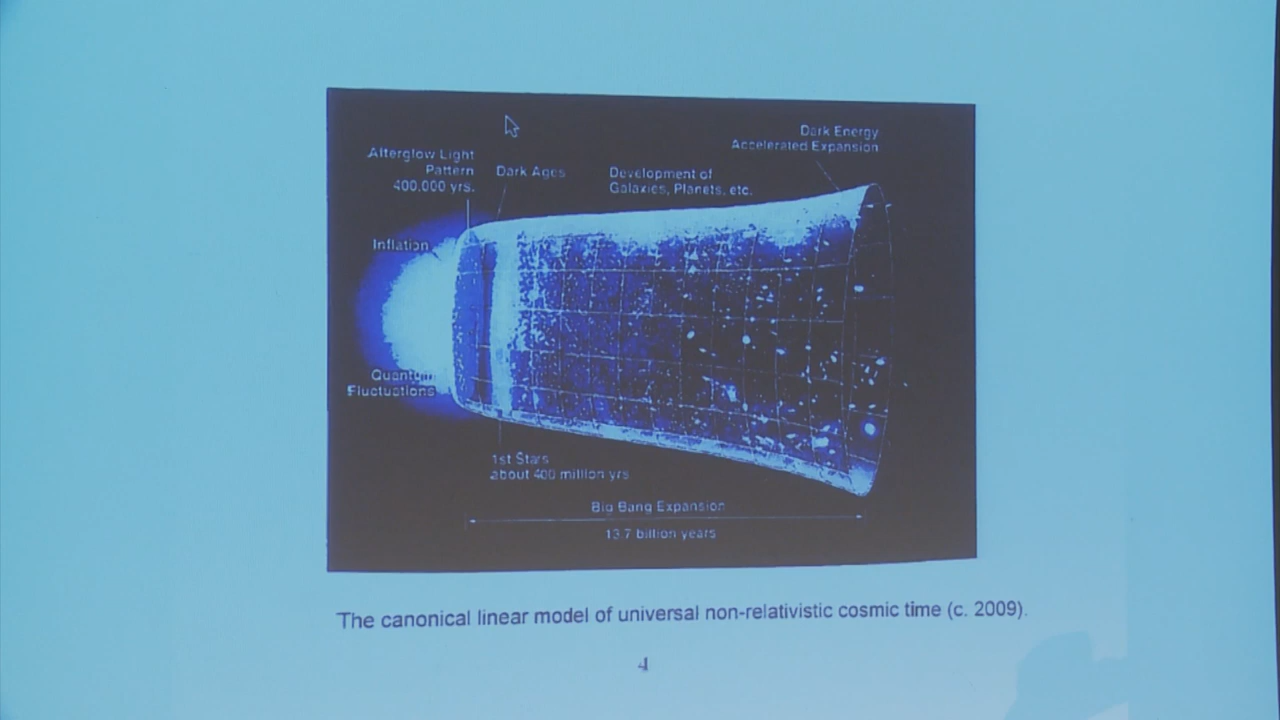 Dark Energy
Accelerated Expansion
Afterglow Light
Pattern
400,000 yrs.
Dark Ages
Development of
Galaxies, Planets, etc.
Inflation
Quantum
Fluctuations
1st Stars
about 400 million yrs
Big Bang Expansion
13.7 billion years
The canonical linear model of universal non-relativistic cosmic time (c. 2009).
4